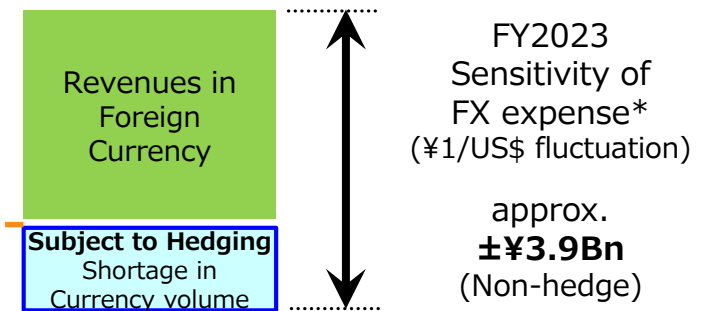 Revenues in
Foreign
Currency
Subject to Hedging
Shortage in
Currency volume
FY2023
Sensitivity of
FX expense*
(¥1/US$ fluctuation)
approx.
±¥3.9Bn
(Non-hedge)